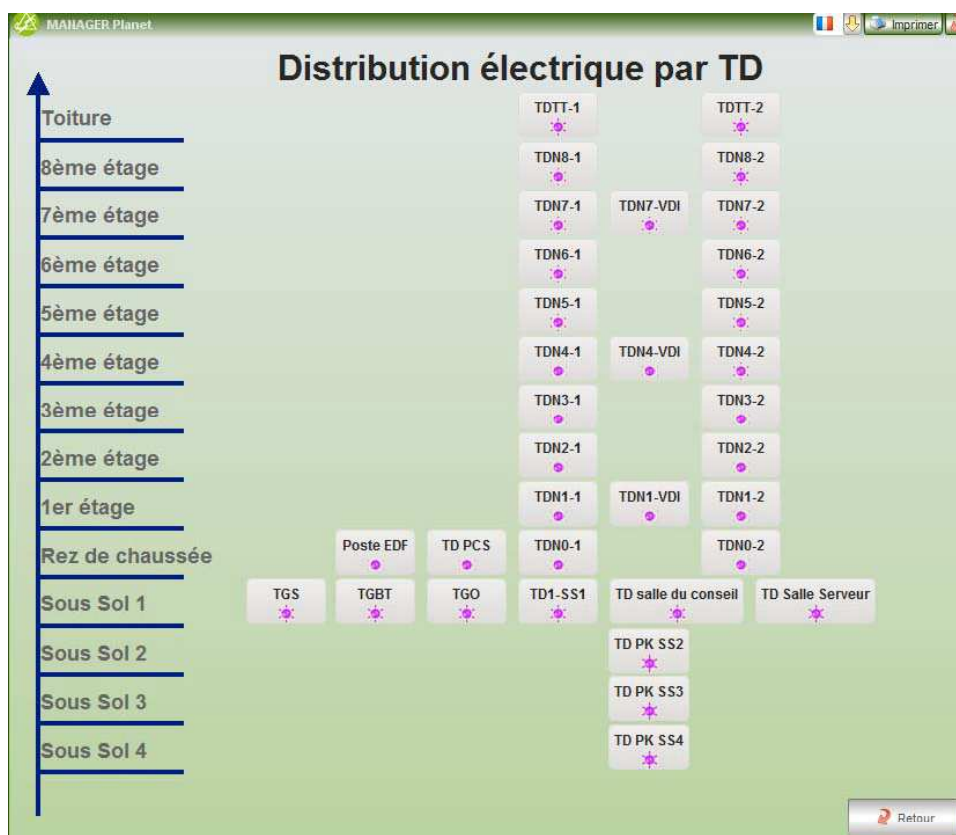 MANAGER Planet
Imprimer
Distribution électrique par TD
Toiture
TDTT-1
TDTT-2
8ème étage
TDN8-1
TDN8-2
7ème étage
TDN7-1
TDN7-VDI
TDN7-2
6ème étage
TDN6-1
TDN6-2
5ème étage
TDN5-1
TDN5-2
4ème étage
TDN4-1
TDN4-VDI
TDN4-2
3ème étage
TDN3-1
TDN3-2
2ème étage
TDN2-1
TDN2-2
1er étage
TDN1-1
TDN1-VDI
TDN1-2
Rez de chaussée
Poste EDF
TD PCS
TDN0-1
TDN0-2
Sous Sol 1
TGS
TGBT
TGO
TD1-SS1
TD salle du conseil
TD Salle Serveur
Sous Sol 2
TD PK SS2
Sous Sol 3
TD PK SS3
Sous Sol 4
TD PK SS4
Retour